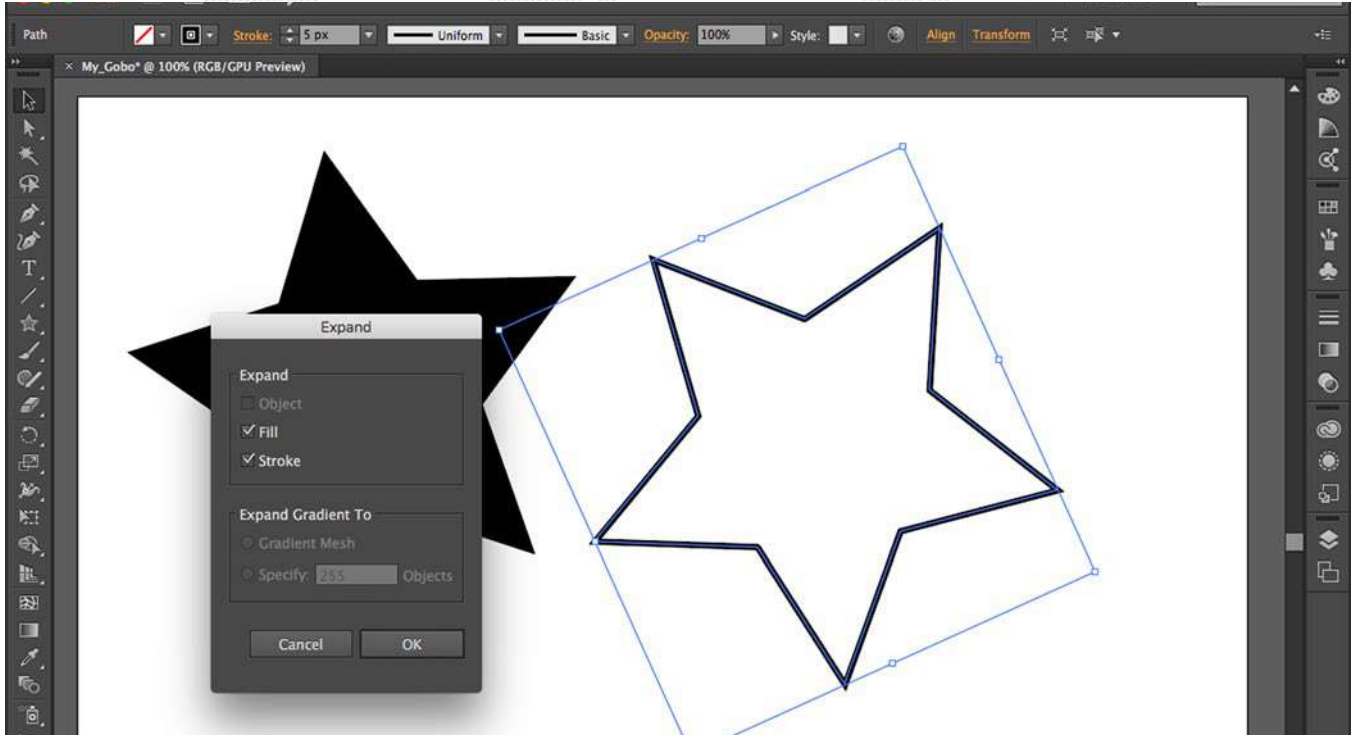 Path Stroke: 5 px Uniform Basic Opacity: 100% Style: Align Transform
× My_Gobo* @ 100% (RGB/GPU Preview)
Expand
Expand
Object
Fill
Stroke
Expand Gradient To
Gradient Mesh
Specify: 255 Objects
Cancel OK